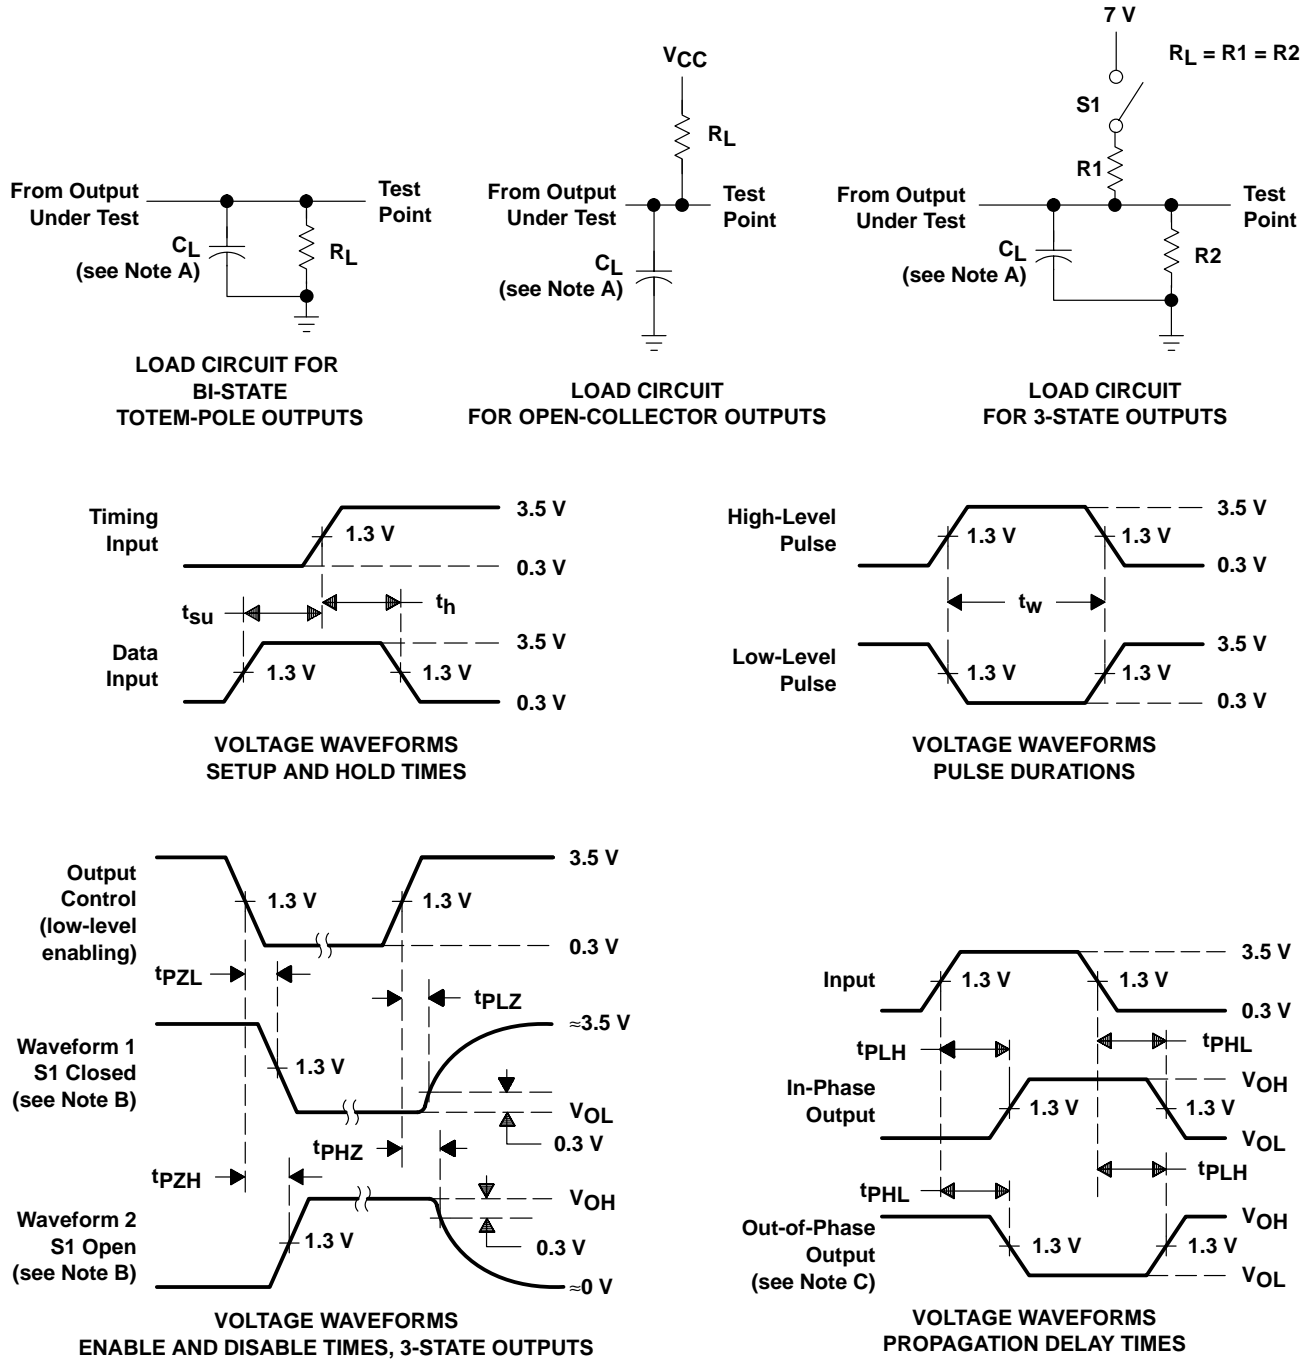 From Output
Under Test
Test
Point
CL
(see Note A)
RL
LOAD CIRCUIT FOR
BI-STATE
TOTEM-POLE OUTPUTS
VCC
RL
From Output
Under Test
Test
Point
CL
(see Note A)
LOAD CIRCUIT
FOR OPEN-COLLECTOR OUTPUTS
7 V
RL = R1 = R2
S1
R1
From Output
Under Test
Test
Point
CL
(see Note A)
R2
LOAD CIRCUIT
FOR 3-STATE OUTPUTS
Timing
Input
1.3 V
3.5 V
0.3 V
tsu
th
Data
Input
1.3 V
1.3 V
3.5 V
0.3 V
VOLTAGE WAVEFORMS
SETUP AND HOLD TIMES
High-Level
Pulse
1.3 V
1.3 V
3.5 V
0.3 V
tw
Low-Level
Pulse
1.3 V
1.3 V
3.5 V
0.3 V
VOLTAGE WAVEFORMS
PULSE DURATIONS
Output
Control
(low-level
enabling)
1.3 V
1.3 V
3.5 V
0.3 V
tPZL
tPLZ
Waveform 1
S1 Closed
(see Note B)
1.3 V
≈3.5 V
VOL
0.3 V
tPHZ
tPZH
Waveform 2
S1 Open
(see Note B)
1.3 V
VOH
0.3 V
≈0 V
VOLTAGE WAVEFORMS
ENABLE AND DISABLE TIMES, 3-STATE OUTPUTS
Input
1.3 V
1.3 V
3.5 V
0.3 V
tPLH
tPHL
In-Phase
Output
1.3 V
1.3 V
VOH
VOL
tPHL
tPLH
Out-of-Phase
Output
(see Note C)
1.3 V
1.3 V
VOH
VOL
VOLTAGE WAVEFORMS
PROPAGATION DELAY TIMES